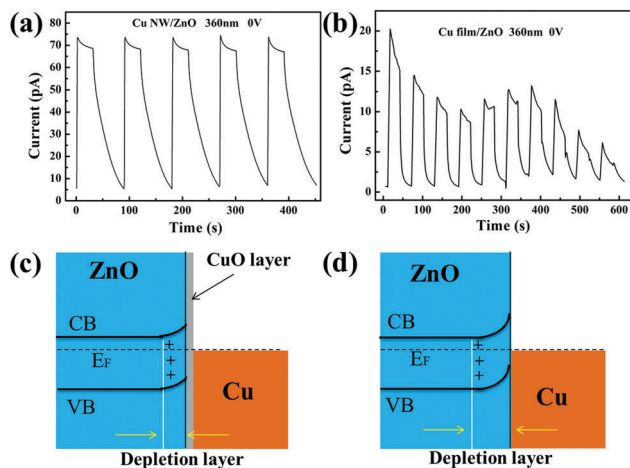 (a)
Cu NW/ZnO 360nm 0V
Current (pA)
80
70
60
50
40
30
20
10
0
0 100 200 300 400
Time (s)
(b)
Cu film/ZnO 360nm 0V
Current (pA)
20
15
10
5
0
0 100 200 300 400 500 600
Time (s)
(c)
ZnO
CuO layer
CB
+
EF
+
+
VB
Cu
Depletion layer
(d)
ZnO
CB
+
EF
+
+
VB
Cu
Depletion layer